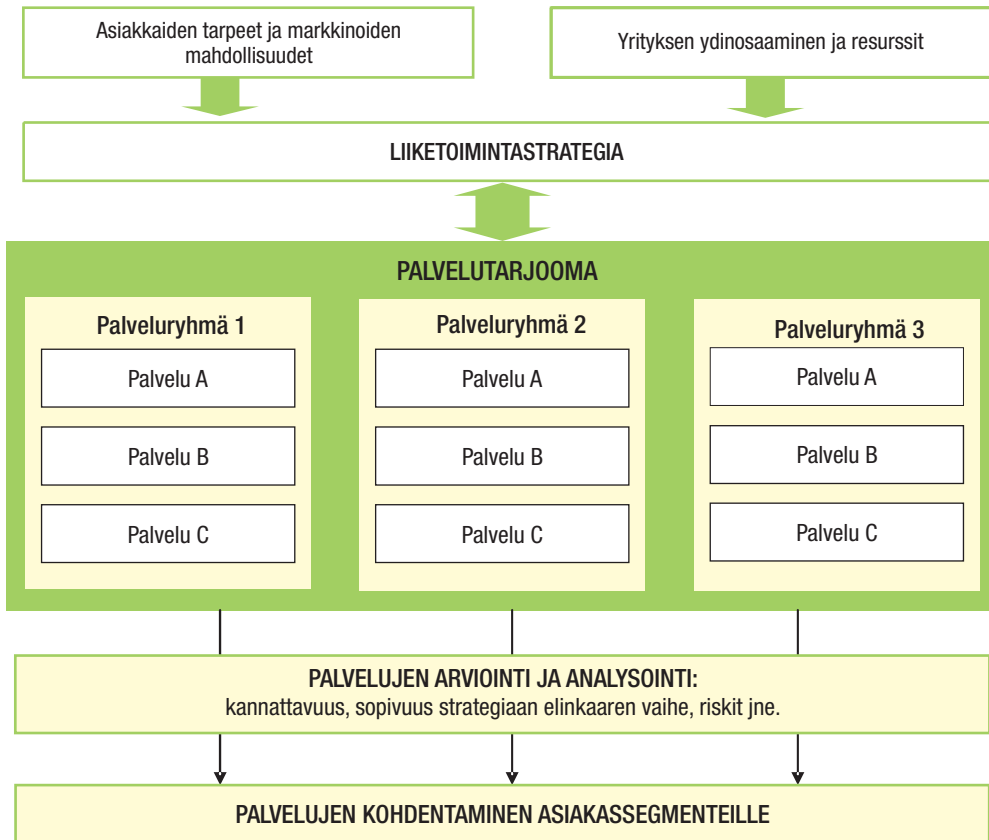 Asiakkaiden tarpeet ja markkinoiden
mahdollisuudet
Yrityksen ydinosaaminen ja resurssit
LIIKETOIMINTASTRATEGIA
PALVELUTARJOOMA
Palveluryhmä 1
Palvelu A
Palvelu B
Palvelu C
Palveluryhmä 2
Palvelu A
Palvelu B
Palvelu C
Palveluryhmä 3
Palvelu A
Palvelu B
Palvelu C
PALVELUJEN ARVIOINTI JA ANALYSOINTI:
kannattavuus, sopivuus strategiaan elinkaaren vaihe, riskit jne.
PALVELUJEN KOHDENTAMINEN ASIAKASSEGMENTEILLE